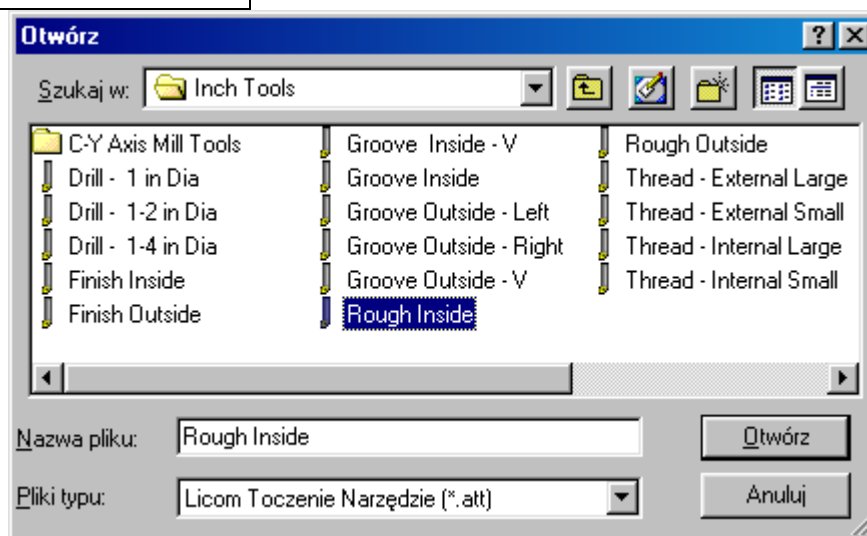 Otwórz
Szukaj w: Inch Tools
C-Y Axis Mill Tools
Drill - 1 in Dia
Drill - 1-2 in Dia
Drill - 1-4 in Dia
Finish Inside
Finish Outside
Groove Inside - V
Groove Inside
Groove Outside - Left
Groove Outside - Right
Groove Outside - V
Rough Inside
Rough Outside
Thread - External Large
Thread - External Small
Thread - Internal Large
Thread - Internal Small
Nazwa pliku: Rough Inside
Otwórz
Pliki typu: Licom Toczenie Narzędzie (*.att)
Anuluj